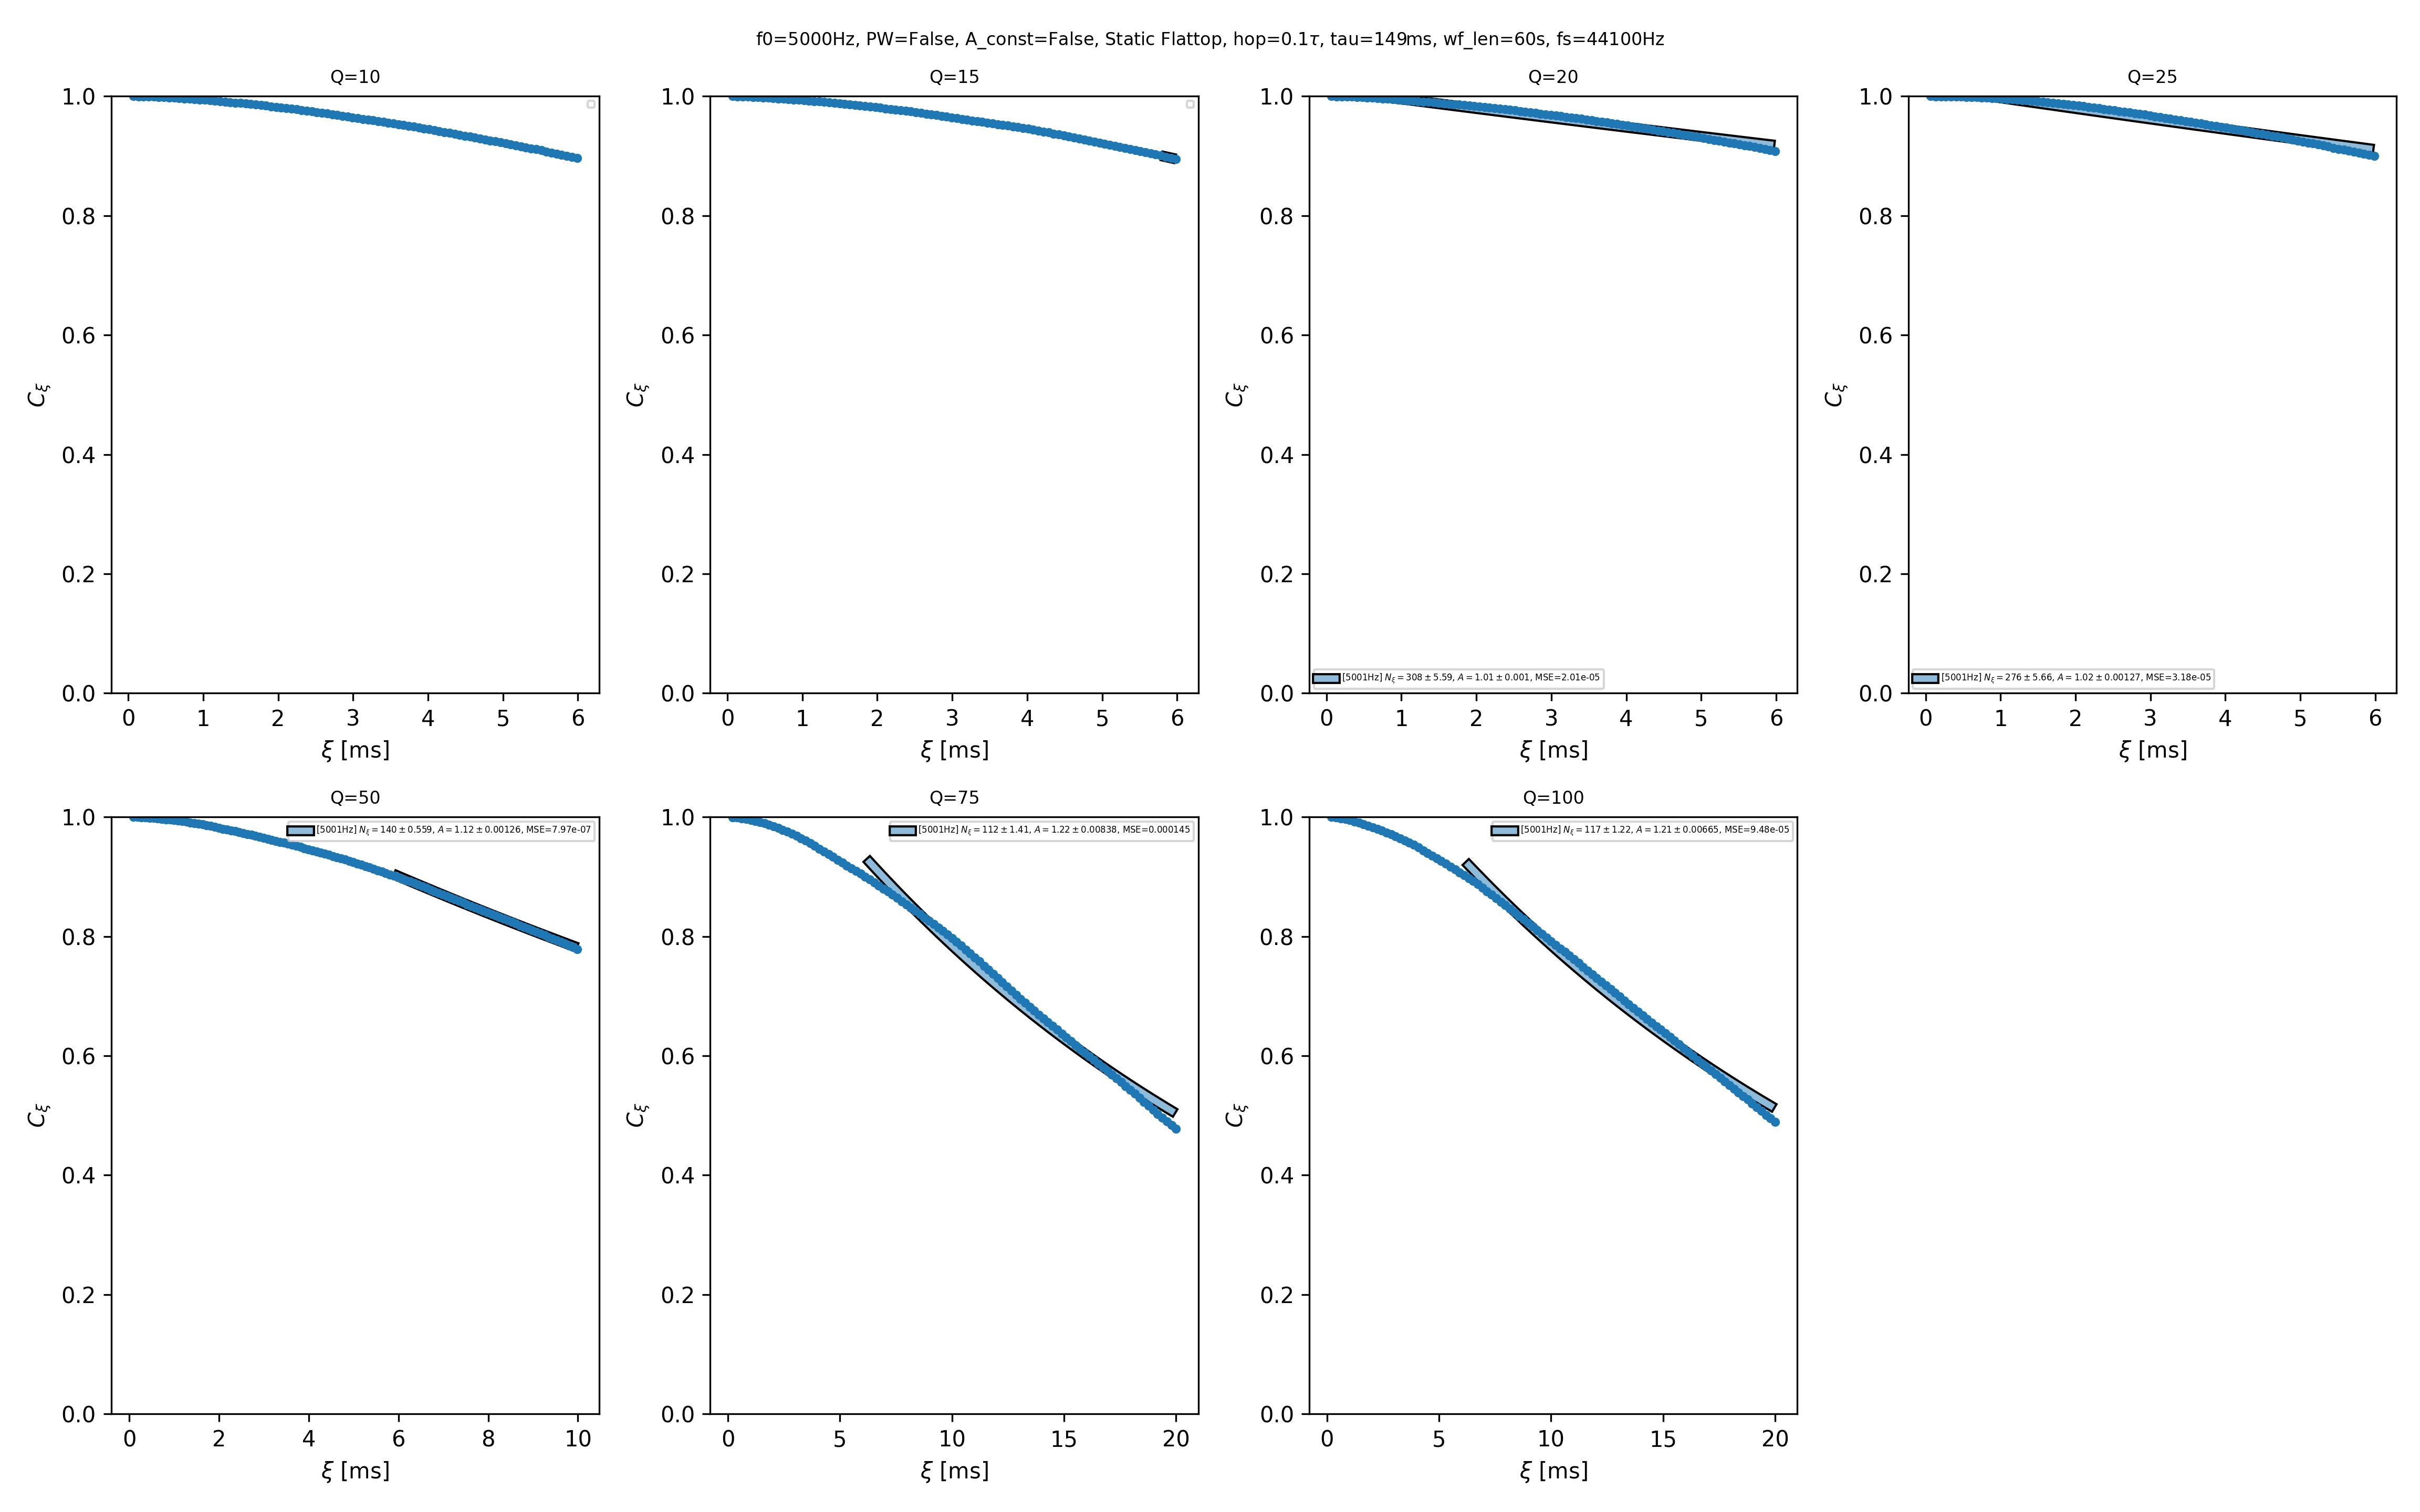 f0=5000Hz, PW=False, A_const=False, Static Flattop, hop=0.1τ, tau=149ms, wf_len=60s, fs=44100Hz
Q=10
1.0
0.8
0.6
0.4
0.2
0.0
C_ξ
0 1 2 3 4 5 6
ξ [ms]
Q=15
1.0
0.8
0.6
0.4
0.2
0.0
C_ξ
0 1 2 3 4 5 6
ξ [ms]
Q=20
1.0
0.8
0.6
0.4
0.2
0.0
C_ξ
[5001Hz] N_ξ = 308 ± 5.59, A = 1.01 ± 0.001, MSE=2.01e-05
0 1 2 3 4 5 6
ξ [ms]
Q=25
1.0
0.8
0.6
0.4
0.2
0.0
C_ξ
[5001Hz] N_ξ = 276 ± 5.66, A = 1.02 ± 0.00127, MSE=3.18e-05
0 1 2 3 4 5 6
ξ [ms]
Q=50
[5001Hz] N_ξ = 140 ± 0.559, A = 1.12 ± 0.00126, MSE=7.97e-07
1.0
0.8
0.6
0.4
0.2
0.0
C_ξ
0 2 4 6 8 10
ξ [ms]
Q=75
[5001Hz] N_ξ = 112 ± 1.41, A = 1.22 ± 0.00838, MSE=0.000145
1.0
0.8
0.6
0.4
0.2
0.0
C_ξ
0 5 10 15 20
ξ [ms]
Q=100
[5001Hz] N_ξ = 117 ± 1.22, A = 1.21 ± 0.00665, MSE=9.48e-05
1.0
0.8
0.6
0.4
0.2
0.0
C_ξ
0 5 10 15 20
ξ [ms]